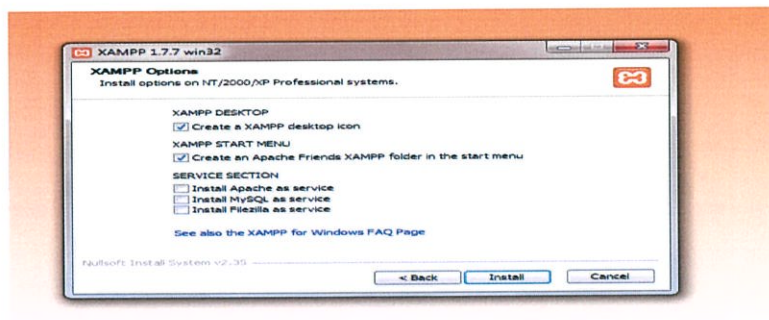 XAMPP 1.7.7 win32
XAMPP Options
Install options on NT/2000/XP Professional systems.
XAMPP DESKTOP
Create a XAMPP desktop icon
XAMPP START MENU
Create an Apache Friends XAMPP folder in the start menu
SERVICE SECTION
Install Apache as service
Install MySQL as service
Install Filezilla as service
See also the XAMPP for Windows FAQ Page
Nullsoft Install System v2.35
< Back Install Cancel